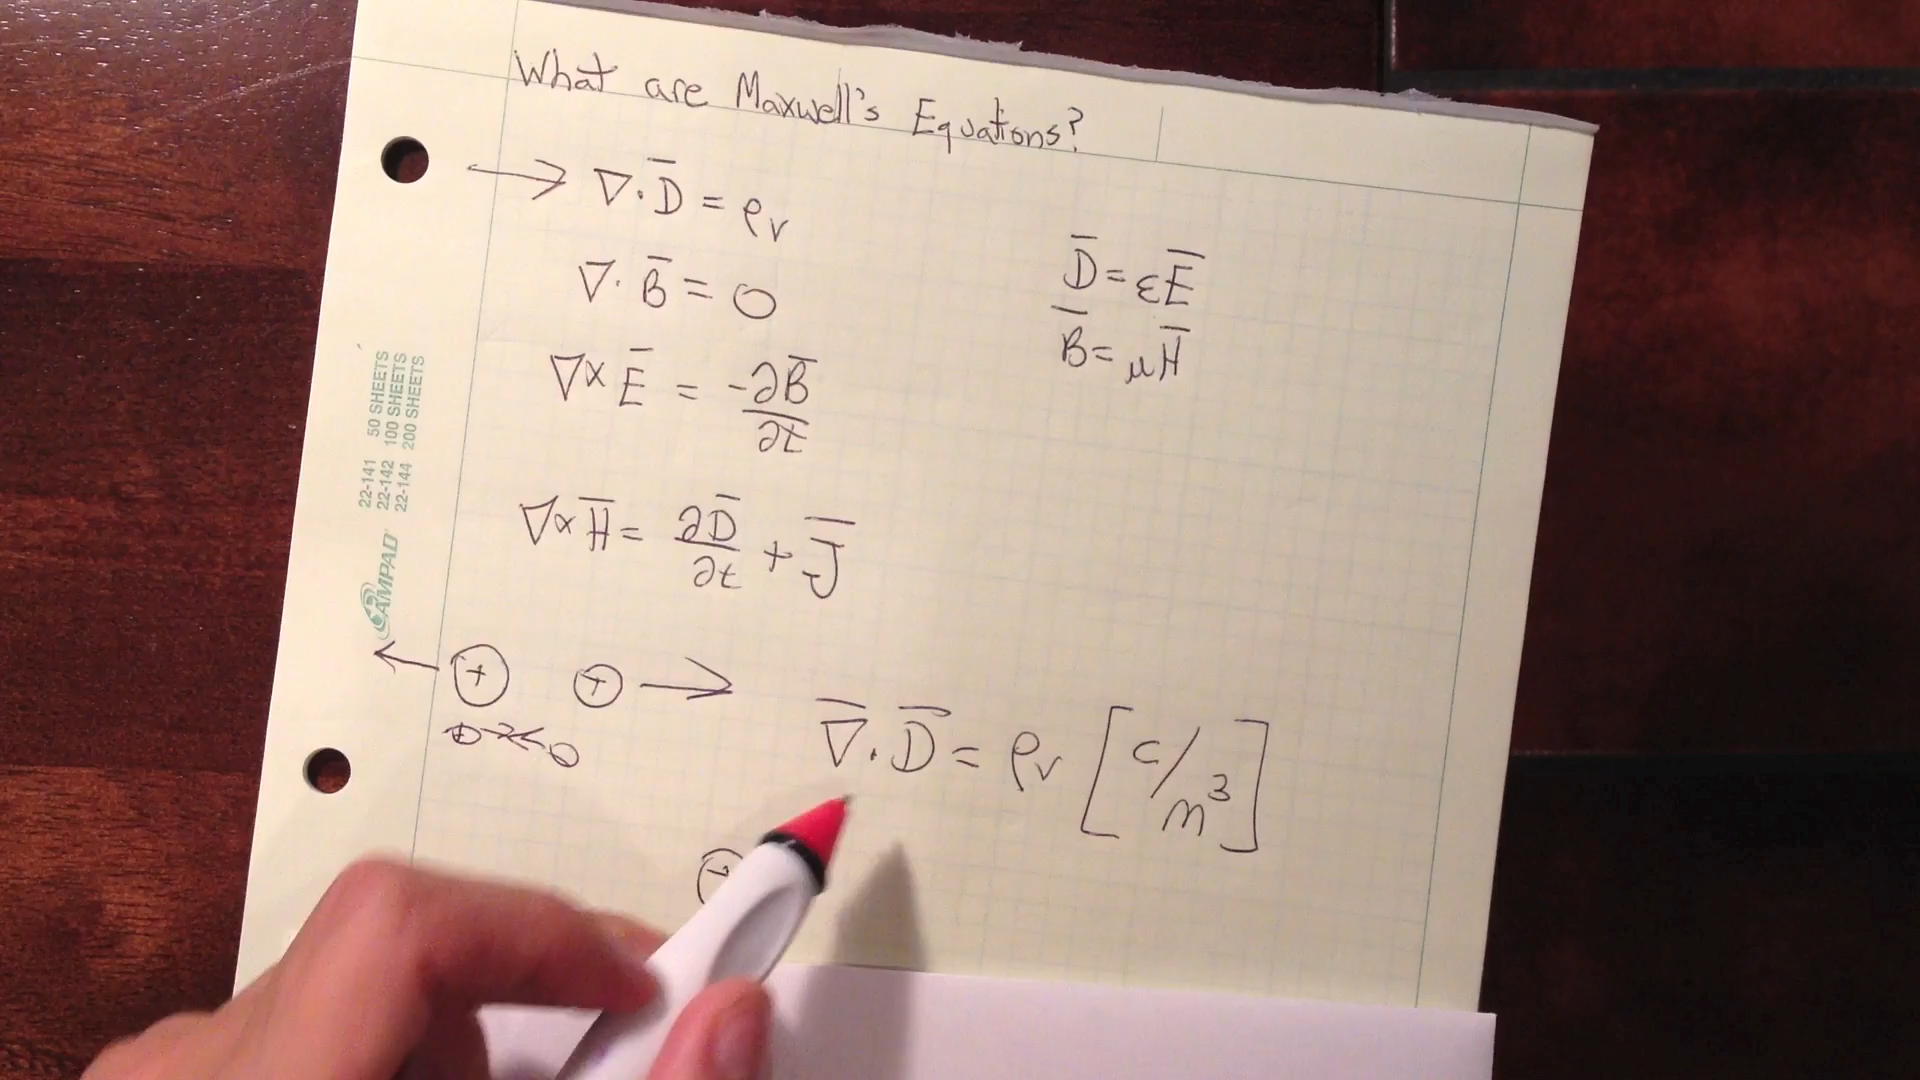 What are Maxwell's Equations?
→ ∇·D̅ = ρv
∇·B̅ = 0
∇× E̅ = -∂B̅/∂t
∇×H̅ = ∂D̅/∂t + J̅
D̅ = εE̅
B̅ = μH̅
22-141 50 SHEETS
22-142 100 SHEETS
22-144 200 SHEETS
AMPAD
← + + →
∇̅·D̅ = ρv [C/m³]